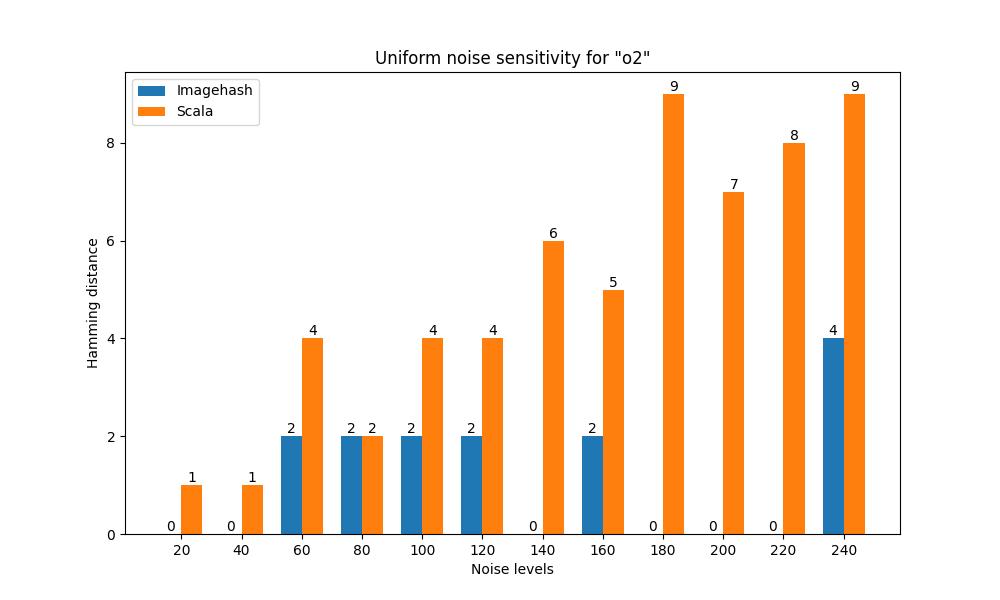 Uniform noise sensitivity for "o2"
Imagehash
Scala
Hamming distance
8
6
4
2
0
0 1 0 1 2 4 2 2 2 4 2 4 0 6 2 5 0 9 0 7 0 8 4 9
20 40 60 80 100 120 140 160 180 200 220 240
Noise levels